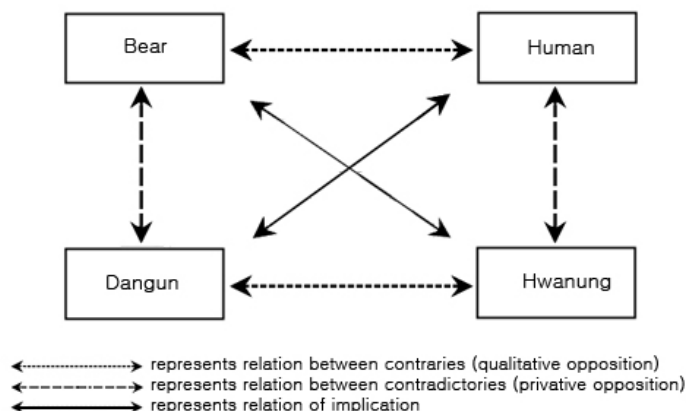 Bear
Human
Dangun
Hwanung
represents relation between contraries (qualitative opposition)
represents relation between contradictories (privative opposition)
represents relation of implication